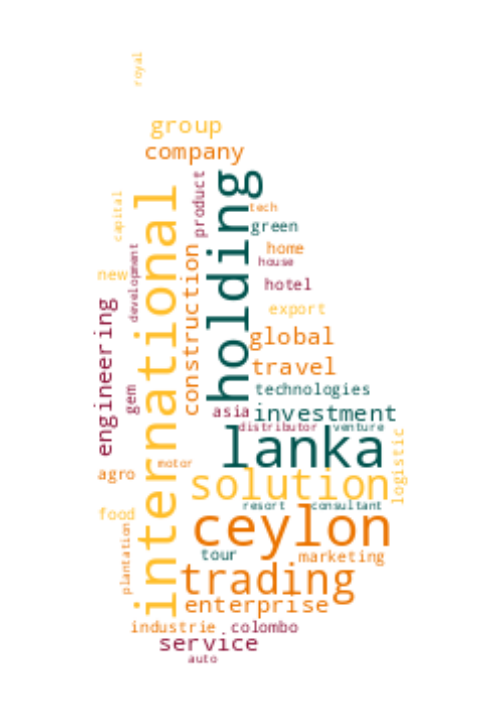 royal
group
company
holding
product
international
capital
tech
green
construction
home
house
development
new
hotel
engineering
export
global
travel
gem
technologies
asia
investment
distributor
venture
lanka
logistic
motor
agro
solution
resort
consultant
food
ceylon
plantation
tour
marketing
trading
enterprise
industrie
colombo
service
auto